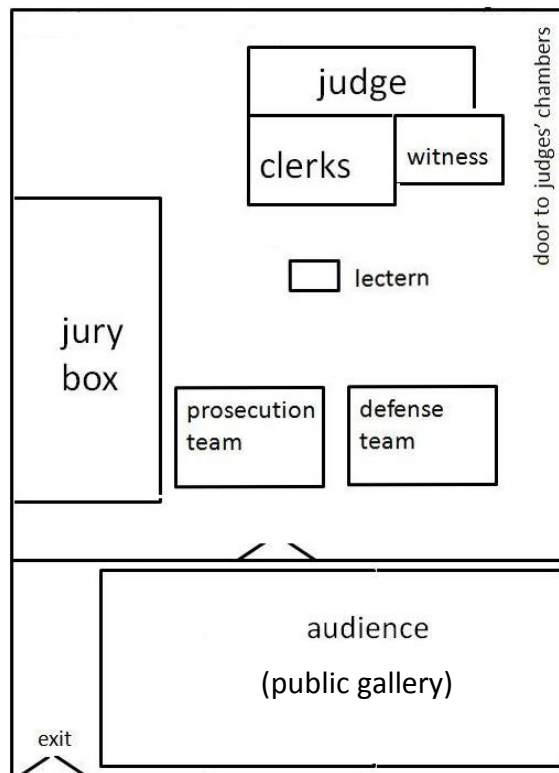 judge
clerks
witness
door to judges' chambers
lectern
jury
box
prosecution
team
defense
team
audience
(public gallery)
exit